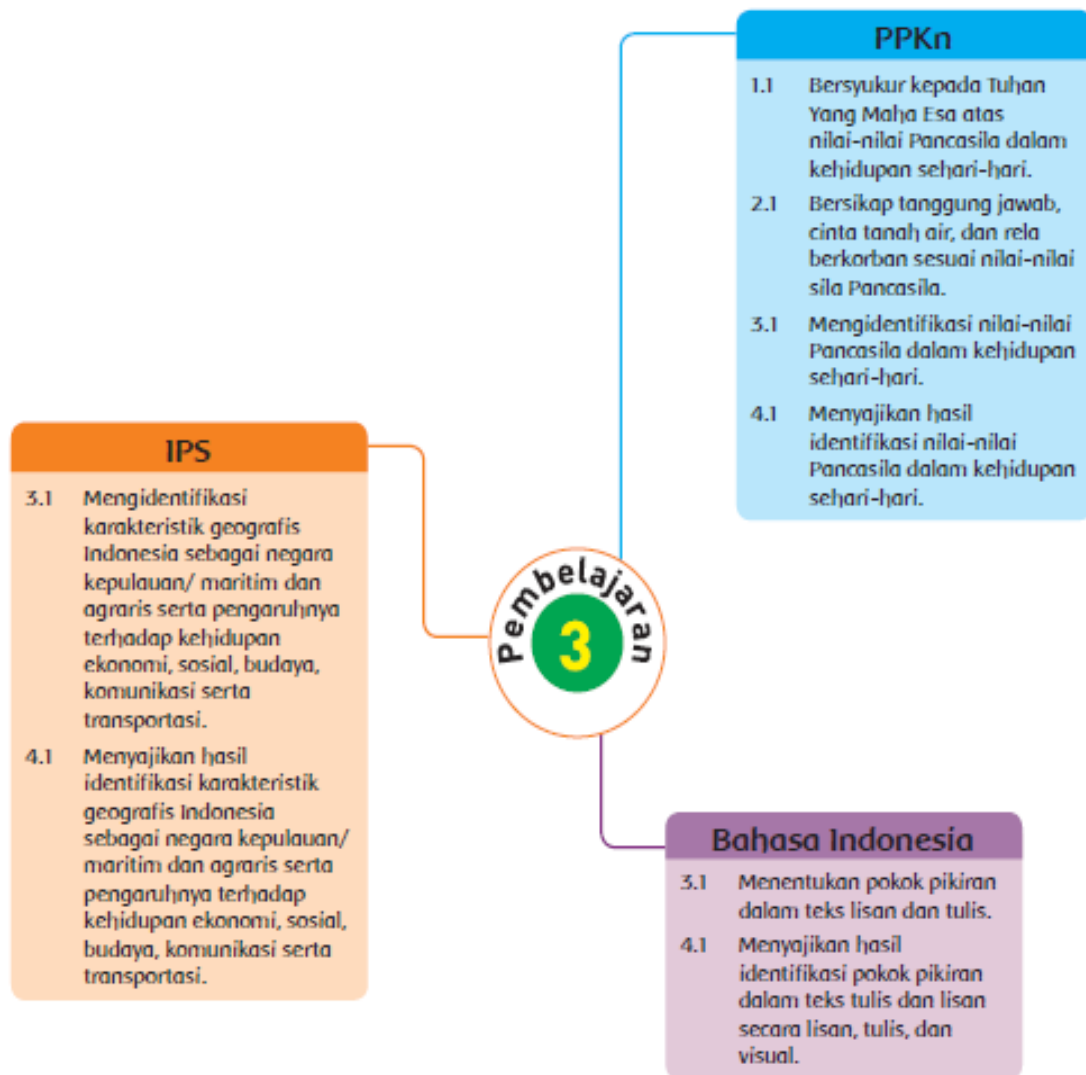 PPKn
1.1 Bersyukur kepada Tuhan
Yang Maha Esa atas
nilai-nilai Pancasila dalam
kehidupan sehari-hari.
2.1 Bersikap tanggung jawab,
cinta tanah air, dan rela
berkorban sesuai nilai-nilai
sila Pancasila.
3.1 Mengidentifikasi nilai-nilai
Pancasila dalam kehidupan
sehari-hari.
4.1 Menyajikan hasil
identifikasi nilai-nilai
Pancasila dalam kehidupan
sehari-hari.
IPS
3.1 Mengidentifikasi
karakteristik geografis
Indonesia sebagai negara
kepulauan/ maritim dan
agraris serta pengaruhnya
terhadap kehidupan
ekonomi, sosial, budaya,
komunikasi serta
transportasi.
4.1 Menyajikan hasil
identifikasi karakteristik
geografis Indonesia
sebagai negara kepulauan/
maritim dan agraris serta
pengaruhnya terhadap
kehidupan ekonomi, sosial,
budaya, komunikasi serta
transportasi.
Pembelajaran
3
Bahasa Indonesia
3.1 Menentukan pokok pikiran
dalam teks lisan dan tulis.
4.1 Menyajikan hasil
identifikasi pokok pikiran
dalam teks tulis dan lisan
secara lisan, tulis, dan
visual.